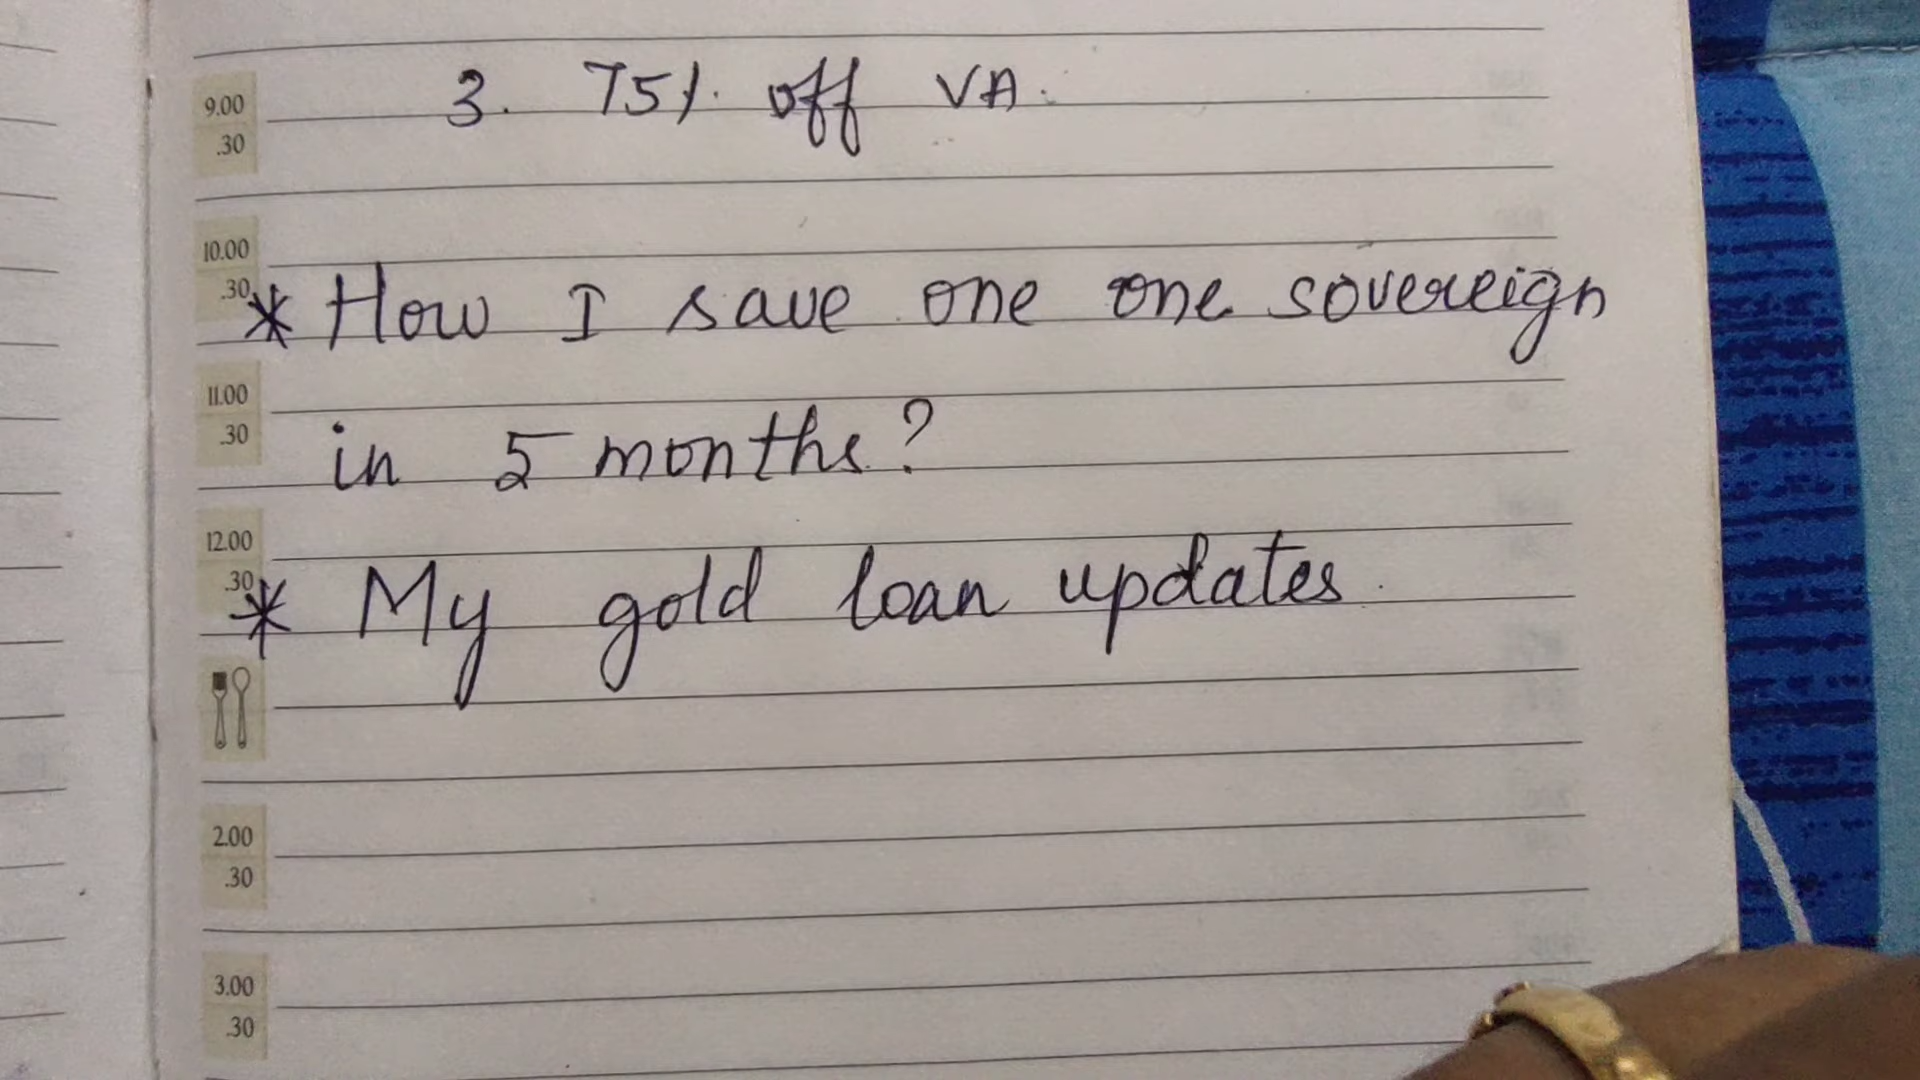 9.00 3. 75%. off VA.
.30
10.00
.30 * How I save one one sovereign
11.00
.30 in 5 months?
12.00
.30 * My gold loan updates.
2.00
.30
3.00
.30